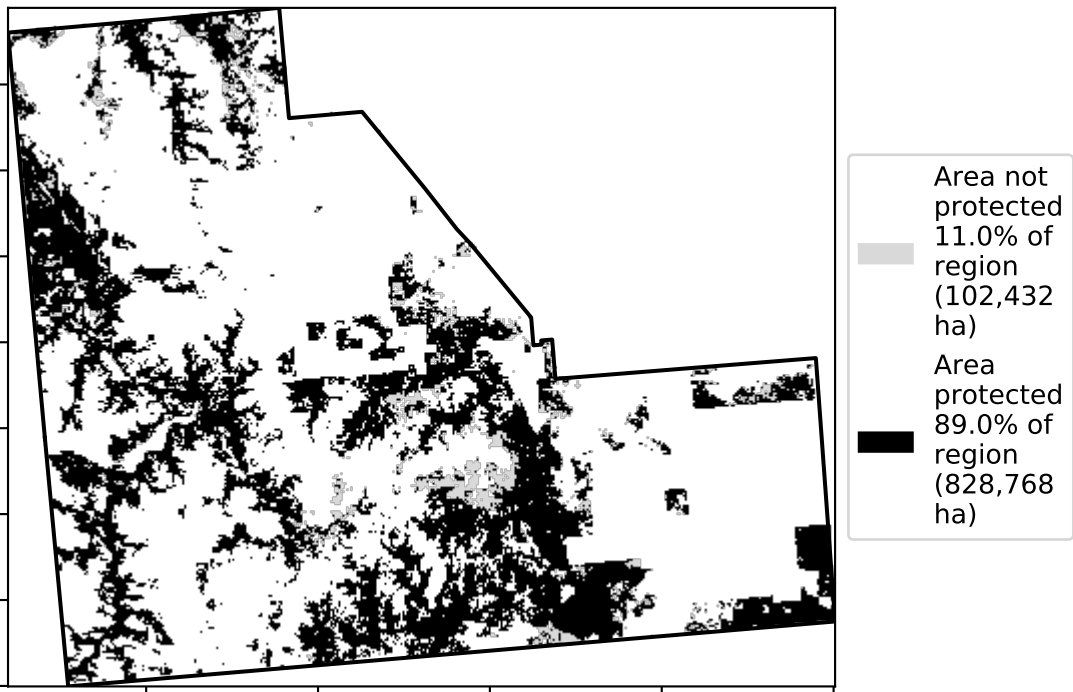 Area not
protected
11.0% of
region
(102,432
ha)
Area
protected
89.0% of
region
(828,768
ha)